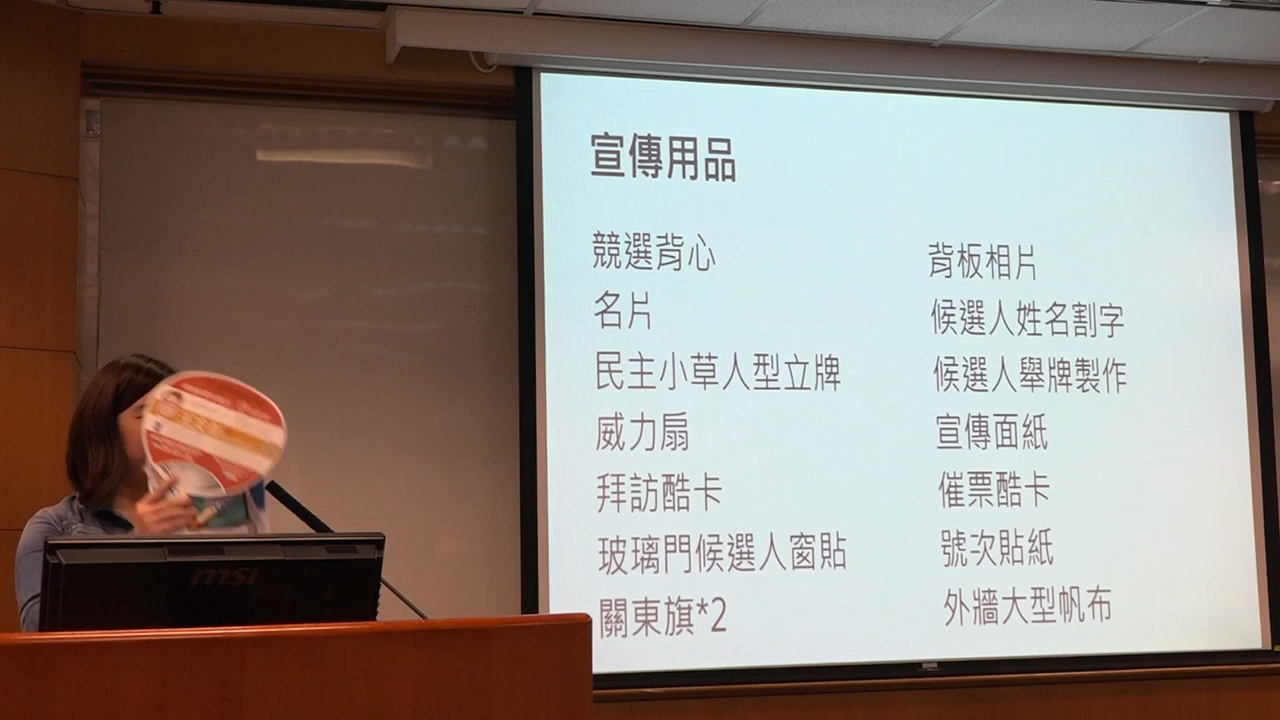 宣傳用品
競選背心
名片
民主小草人型立牌
威力扇
拜訪酷卡
玻璃門候選人窗貼
關東旗*2
背板相片
候選人姓名割字
候選人舉牌製作
宣傳面紙
催票酷卡
號次貼紙
外牆大型帆布
msi